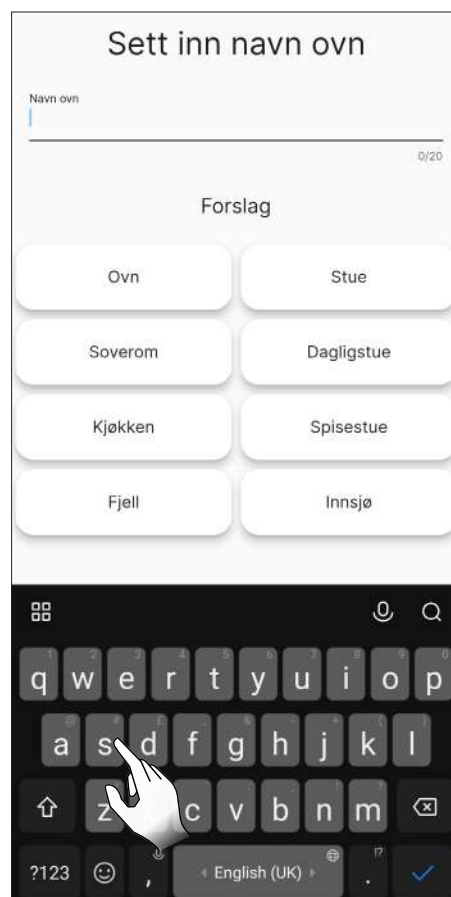 Sett inn navn ovn
Navn ovn
0/20
Forslag
Ovn Stue
Soverom Dagligstue
Kjøkken Spisestue
Fjell Innsjø
q w e r t y u i o p
a s d f g h j k l
z c v b n m
?123 , English (UK) .